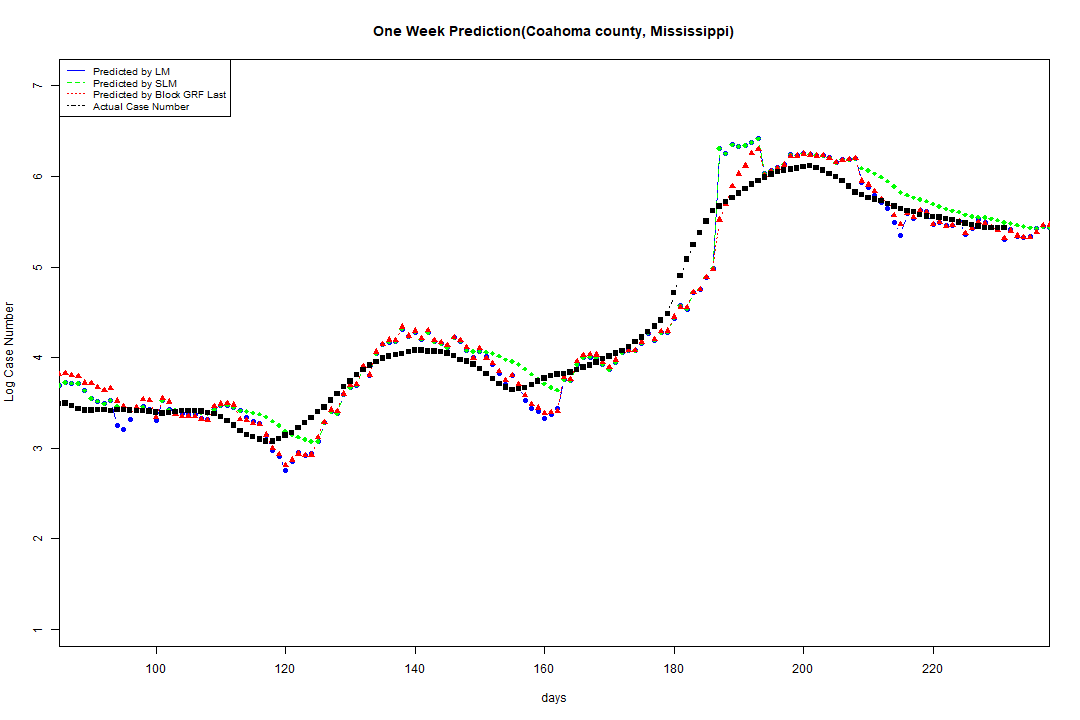 One Week Prediction(Coahoma county, Mississippi)
Predicted by LM
Predicted by SLM
Predicted by Block GRF Last
Actual Case Number
7
6
5
4
3
2
1
Log Case Number
100 120 140 160 180 200 220
days